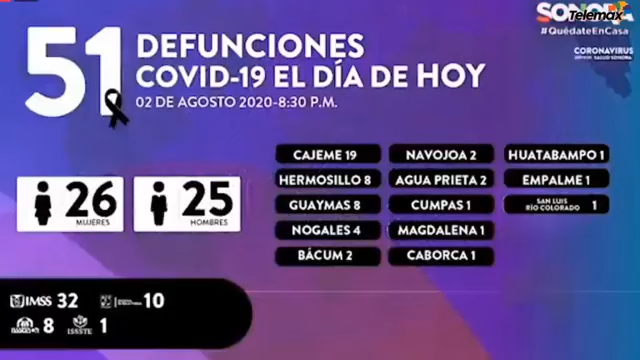 51
DEFUNCIONES
COVID-19 EL DÍA DE HOY
02 DE AGOSTO 2020-8:30 P.M.
SONORA
Telemax
#QuédateEnCasa
CORONAVIRUS
SALUD SONORA
26
MUJERES
25
HOMBRES
CAJEME 19
HERMOSILLO 8
GUAYMAS 8
NOGALES 4
BÁCUM 2
NAVOJOA 2
AGUA PRIETA 2
CUMPAS 1
MAGDALENA 1
CABORCA 1
HUATABAMPO 1
EMPALME 1
SAN LUIS
RÍO COLORADO 1
IMSS 32
10
8
ISSSTE 1